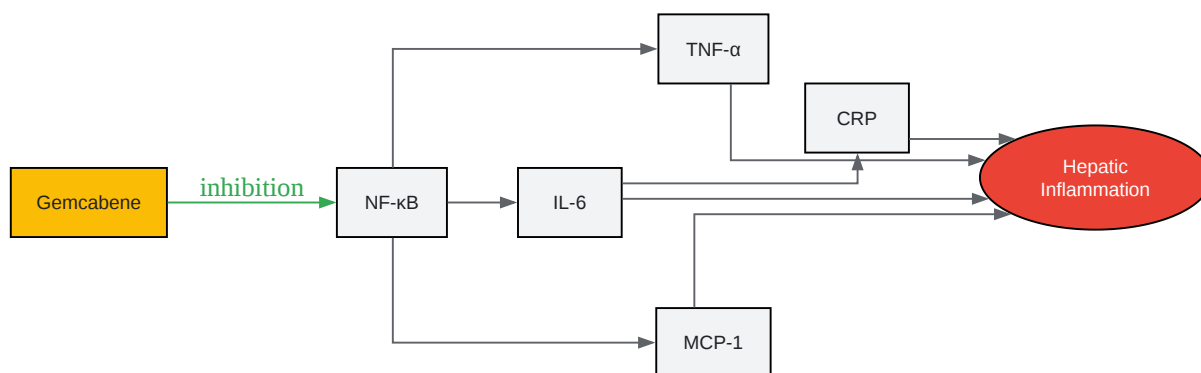 TNF-α
CRP
Hepatic
Inflammation
Gemcabene
inhibition
NF-κB
IL-6
MCP-1